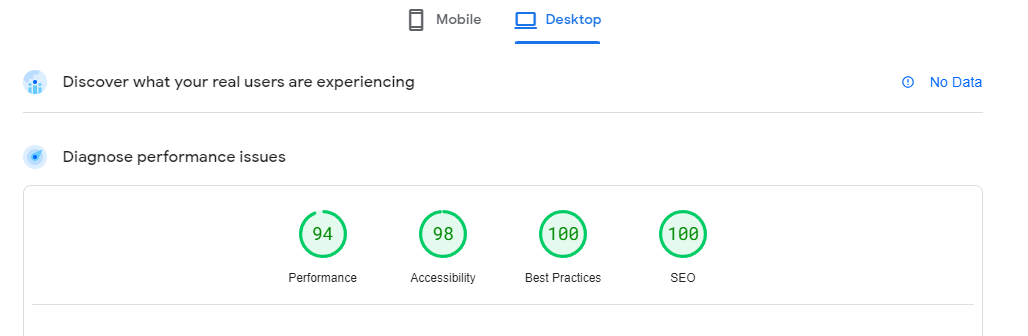 Mobile Desktop
Discover what your real users are experiencing No Data
Diagnose performance issues
94 98 100 100
Performance Accessibility Best Practices SEO